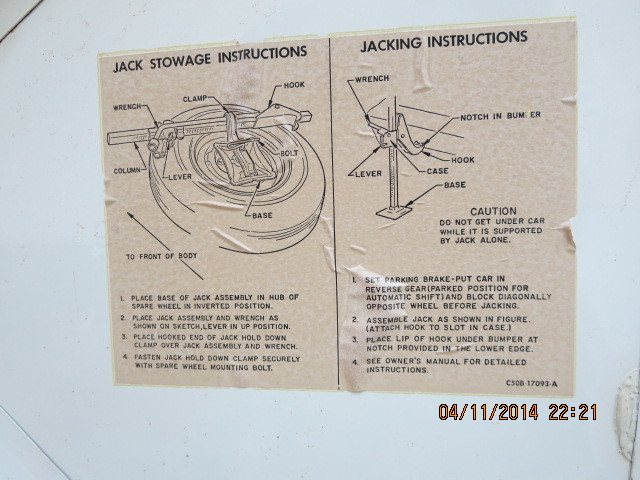 JACK STOWAGE INSTRUCTIONS
HOOK
CLAMP
WRENCH
COLUMN
LEVER
BOLT
BASE
TO FRONT OF BODY
1. PLACE BASE OF JACK ASSEMBLY IN HUB OF
SPARE WHEEL IN INVERTED POSITION.
2. PLACE JACK ASSEMBLY AND WRENCH AS
SHOWN ON SKETCH, LEVER IN UP POSITION.
3. PLACE HOOKED END OF JACK HOLD DOWN
CLAMP OVER JACK ASSEMBLY AND WRENCH.
4. FASTEN JACK HOLD DOWN CLAMP SECURELY
WITH SPARE WHEEL MOUNTING BOLT.
JACKING INSTRUCTIONS
WRENCH
NOTCH IN BUMPER
HOOK
CASE
LEVER
BASE
CAUTION
DO NOT GET UNDER CAR
WHILE IT IS SUPPORTED
BY JACK ALONE.
1. SET PARKING BRAKE-PUT CAR IN
REVERSE GEAR (PARKED POSITION FOR
AUTOMATIC SHIFT) AND BLOCK DIAGONALLY
OPPOSITE WHEEL BEFORE JACKING.
2. ASSEMBLE JACK AS SHOWN IN FIGURE.
(ATTACH HOOK TO SLOT IN CASE.)
3. PLACE LIP OF HOOK UNDER BUMPER AT
NOTCH PROVIDED IN THE LOWER EDGE.
4. SEE OWNER'S MANUAL FOR DETAILED
INSTRUCTIONS.
C5OB-17093-A
04/11/2014 22:21